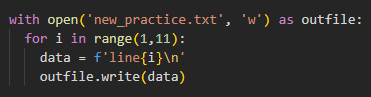 with open('new_practice.txt', 'w') as outfile:
  for i in range(1,11):
    data = f'line{i}\n'
    outfile.write(data)